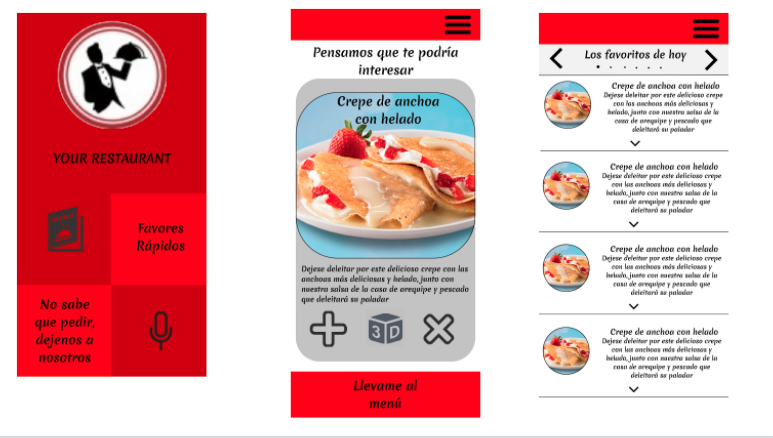 YOUR RESTAURANT
MENU
Favores
Rápidos
No sabe
que pedir,
dejenos a
nosotros
Pensamos que te podría
interesar
Crepe de anchoa
con helado
Dejese deleitar por este delicioso crepe con las
anchoas más deliciosas y helado, junto con
nuestra salsa de la casa de arequipe y pescado
que deleitará su paladar
3D
Llevame al
menú
Los favoritos de hoy
Crepe de anchoa con helado
Dejese deleitar por este delicioso crepe
con las anchoas más deliciosas y
helado, junto con nuestra salsa de la
casa de arequipe y pescado que
deleitará su paladar
Crepe de anchoa con helado
Dejese deleitar por este delicioso crepe
con las anchoas más deliciosas y
helado, junto con nuestra salsa de la
casa de arequipe y pescado que
deleitará su paladar
Crepe de anchoa con helado
Dejese deleitar por este delicioso crepe
con las anchoas más deliciosas y
helado, junto con nuestra salsa de la
casa de arequipe y pescado que
deleitará su paladar
Crepe de anchoa con helado
Dejese deleitar por este delicioso crepe
con las anchoas más deliciosas y
helado, junto con nuestra salsa de la
casa de arequipe y pescado que
deleitará su paladar